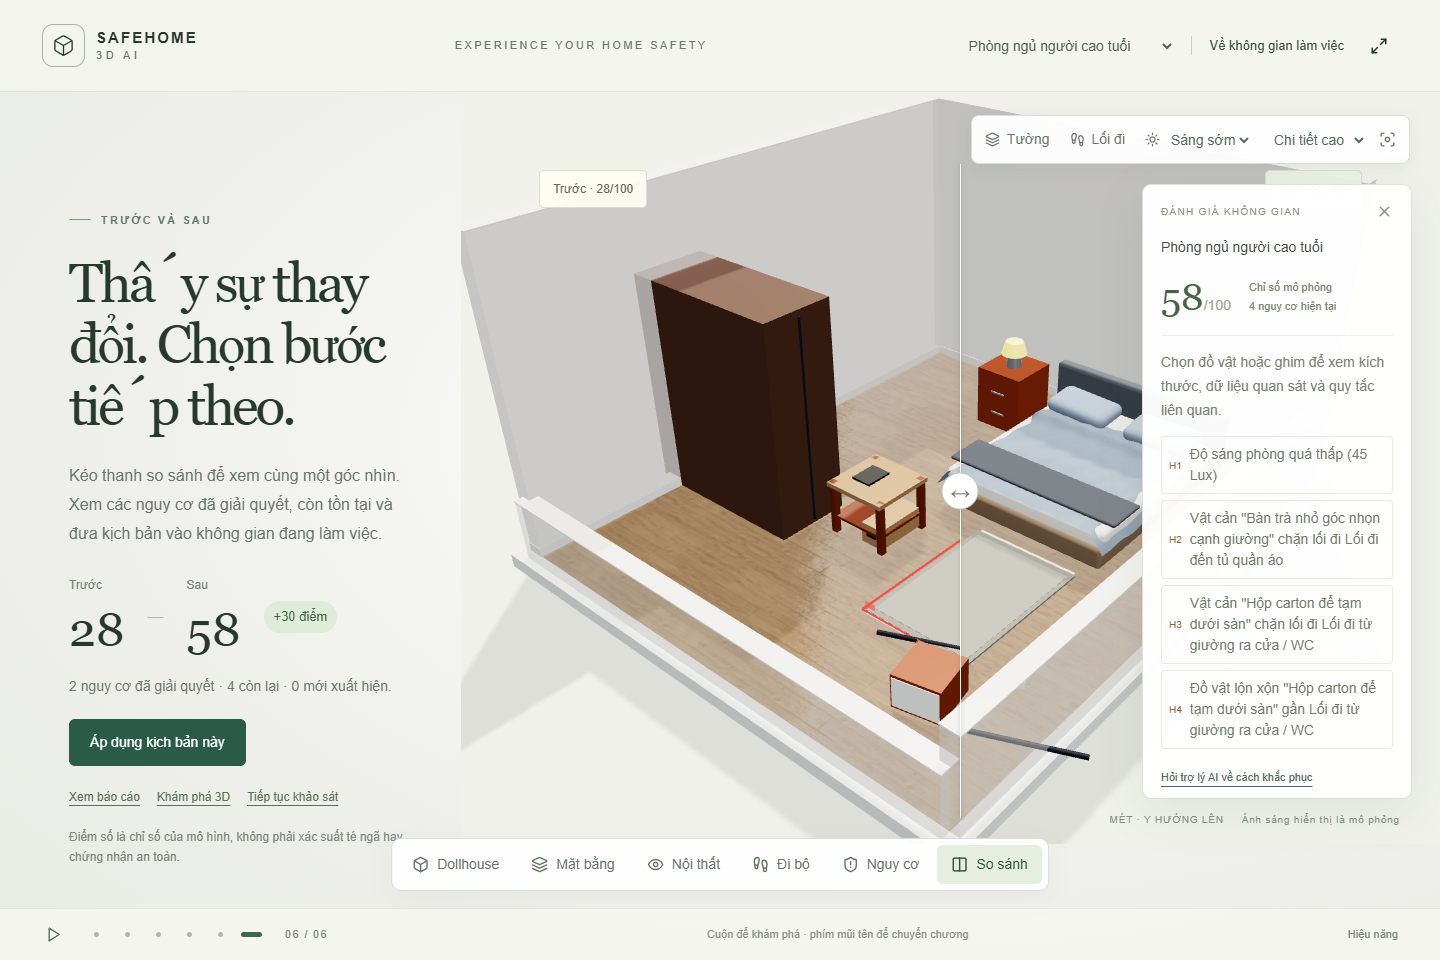 SAFEHOME
3D AI
EXPERIENCE YOUR HOME SAFETY
Phòng ngủ người cao tuổi
Về không gian làm việc
Tường
Lối đi
Sáng sớm
Chi tiết cao
Trước · 28/100
TRƯỚC VÀ SAU
Thấy sự thay
đổi. Chọn bước
tiếp theo.
Kéo thanh so sánh để xem cùng một góc nhìn.
Xem các nguy cơ đã giải quyết, còn tồn tại và
đưa kịch bản vào không gian đang làm việc.
Trước
Sau
28 — 58
+30 điểm
2 nguy cơ đã giải quyết · 4 còn lại · 0 mới xuất hiện.
Áp dụng kịch bản này
Xem báo cáo
Khám phá 3D
Tiếp tục khảo sát
Điểm số là chỉ số của mô hình, không phải xác suất té ngã hay
chứng nhận an toàn.
ĐÁNH GIÁ KHÔNG GIAN
Phòng ngủ người cao tuổi
58/100
Chỉ số mô phỏng
4 nguy cơ hiện tại
Chọn đồ vật hoặc ghim để xem kích
thước, dữ liệu quan sát và quy tắc
liên quan.
H1
Độ sáng phòng quá thấp (45
Lux)
H2
Vật cản "Bàn trà nhỏ góc nhọn
cạnh giường" chặn lối đi Lối đi
đến tủ quần áo
H3
Vật cản "Hộp carton để tạm
dưới sàn" chặn lối đi Lối đi từ
giường ra cửa / WC
H4
Đồ vật lộn xộn "Hộp carton để
tạm dưới sàn" gần Lối đi từ
giường ra cửa / WC
Hỏi trợ lý AI về cách khắc phục
MÉT · Y HƯỚNG LÊN
Ánh sáng hiển thị là mô phỏng
Dollhouse
Mặt bằng
Nội thất
Đi bộ
Nguy cơ
So sánh
06 / 06
Cuộn để khám phá · phím mũi tên để chuyển chương
Hiệu năng